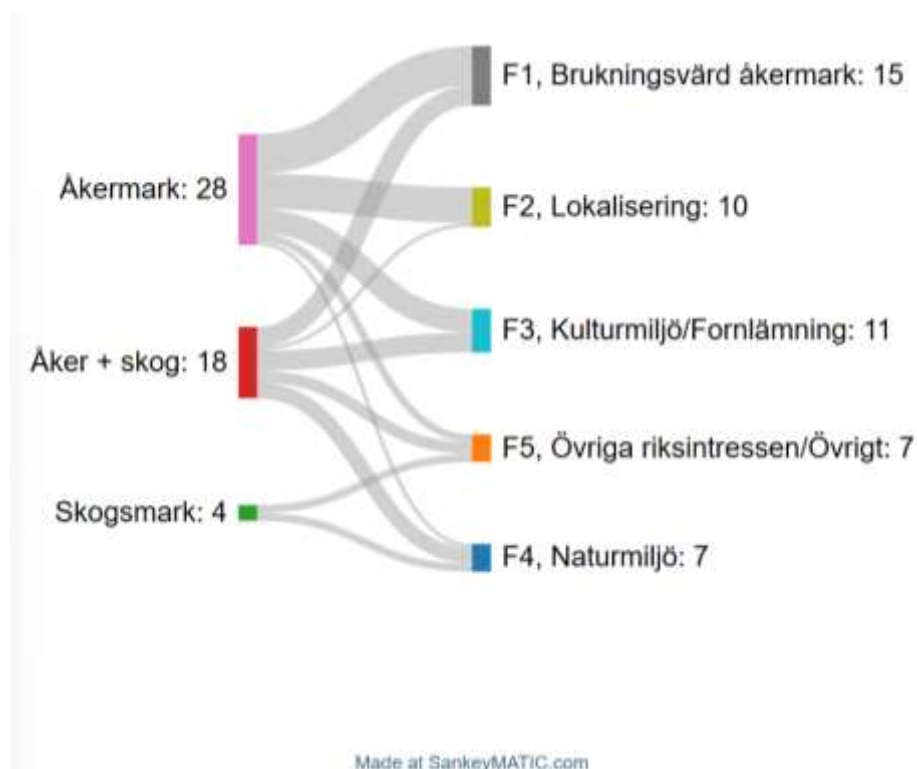 F1, Brukningsvärd åkermark: 15
Åkermark: 28
F2, Lokalisering: 10
F3, Kulturmiljö/Fornlämning: 11
Åker + skog: 18
F5, Övriga riksintressen/Övrigt: 7
Skogsmark: 4
F4, Naturmiljö: 7
Made at SankeyMATIC.com